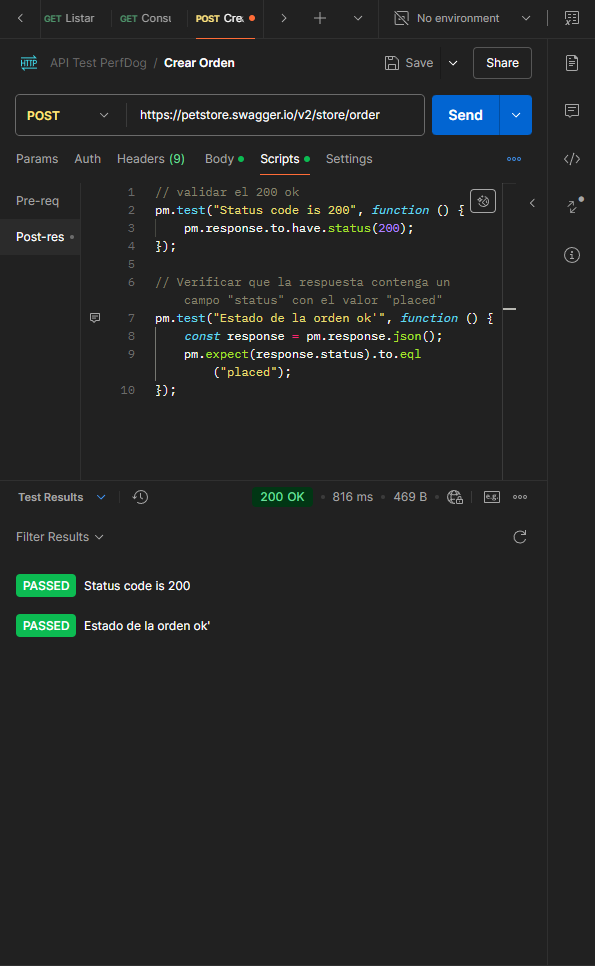 GET Listar GET Consu POST Cre No environment
HTTP API Test PerfDog / Crear Orden Save Share
POST https://petstore.swagger.io/v2/store/order Send
Params Auth Headers (9) Body Scripts Settings
Pre-req
Post-res
1 // validar el 200 ok
2 pm.test("Status code is 200", function () {
3 pm.response.to.have.status(200);
4 });
5
6 // Verificar que la respuesta contenga un
campo "status" con el valor "placed"
7 pm.test("Estado de la orden ok'", function () {
8 const response = pm.response.json();
9 pm.expect(response.status).to.eql
("placed");
10 });
Test Results 200 OK • 816 ms • 469 B • e.g.
Filter Results
PASSED Status code is 200
PASSED Estado de la orden ok'